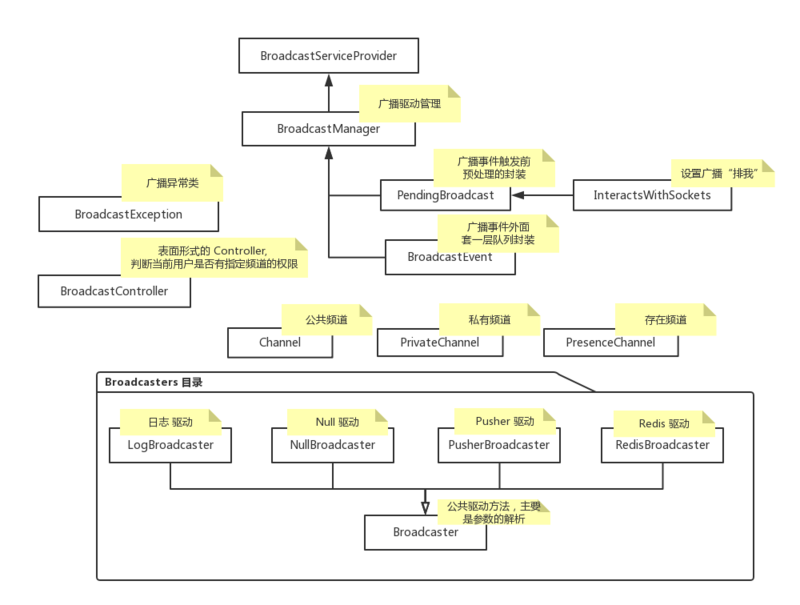 BroadcastServiceProvider
广播驱动管理
BroadcastManager
广播事件触发前
预处理的封装
PendingBroadcast
设置广播“排我”
InteractsWithSockets
广播异常类
BroadcastException
广播事件外面
套一层队列封装
BroadcastEvent
表面形式的 Controller,
判断当前用户是否有指定频道的权限
BroadcastController
公共频道
Channel
私有频道
PrivateChannel
存在频道
PresenceChannel
Broadcasters 目录
日志 驱动
LogBroadcaster
Null 驱动
NullBroadcaster
Pusher 驱动
PusherBroadcaster
Redis 驱动
RedisBroadcaster
公共驱动方法，主要
是参数的解析
Broadcaster